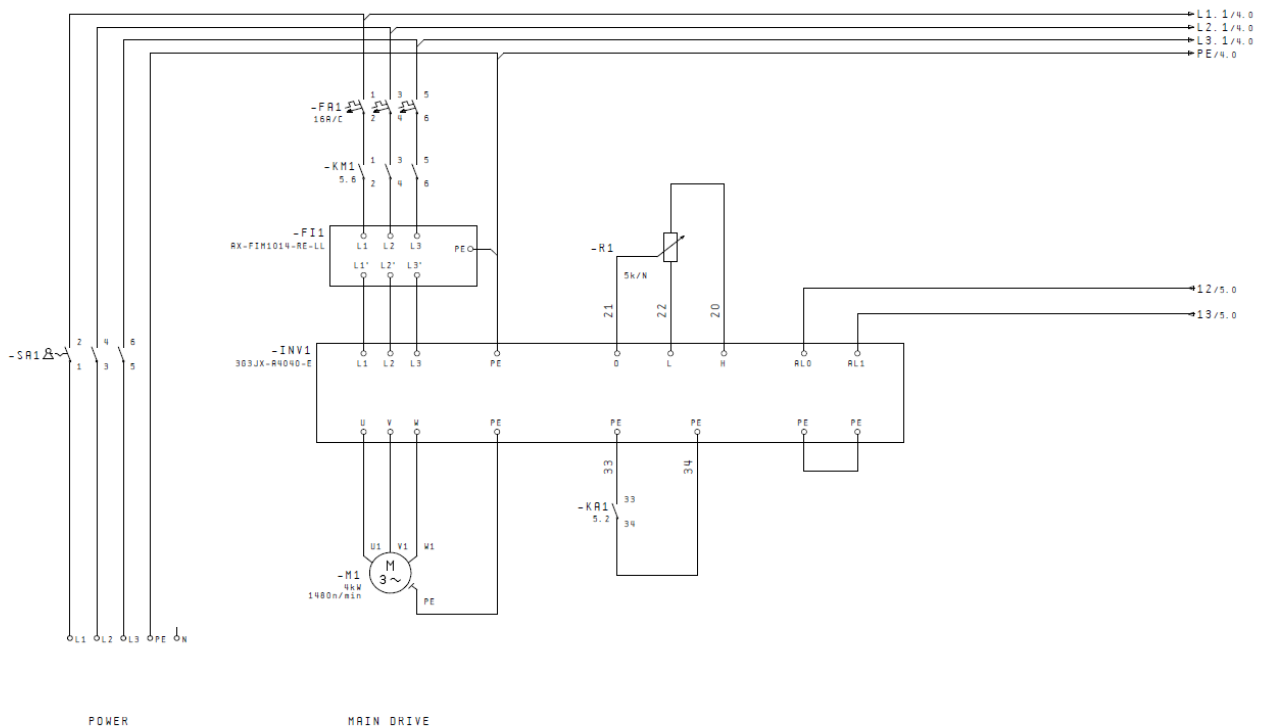 L1.1/4.0
L2.1/4.0
L3.1/4.0
PE/4.0
1 3 5
-FA1
16A/C
2 4 6
1 3 5
-KM1
5.6
2 4 6
-FI1
AX-FIM1014-RE-LL
L1 L2 L3
PE
L1' L2' L3'
-R1
5k/N
21 22 20
12/5.0
13/5.0
2 4 6
-SA1
1 3 5
-INV1
3G3JX-A4040-E
L1 L2 L3 PE O L H AL0 AL1
U V W PE PE PE PE PE
33 34
-KA1
5.2
33
34
U1 V1 W1
M
3~
-M1
4kW
1480n/min
PE
L1 L2 L3 PE N
POWER MAIN DRIVE